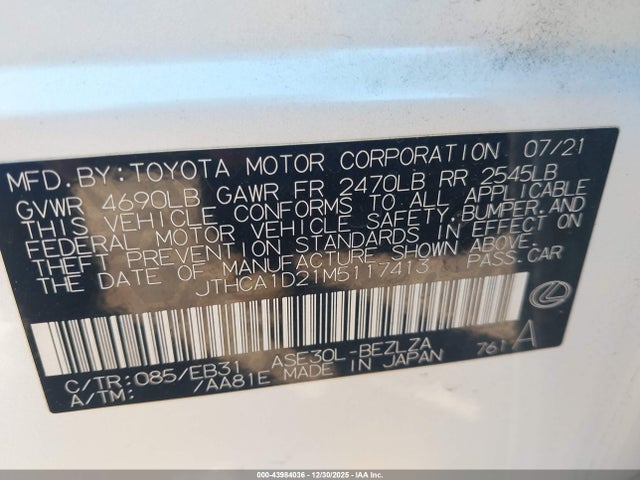 MFD.BY:TOYOTA MOTOR CORPORATION 07/21
GVWR 4690LB GAWR FR 2470LB RR 2545LB
THIS VEHICLE CONFORMS TO ALL APPLICABLE
FEDERAL MOTOR VEHICLE SAFETY,BUMPER,AND
THEFT PREVENTION STANDARDS IN EFFECT ON
THE DATE OF MANUFACTURE SHOWN ABOVE.
JTHCA1D21M5117413 PASS.CAR
C/TR:085/EB31 ASE30L-BEZLZA 761 A
A/TM: /AA81E MADE IN JAPAN
000-43984036 - 12/30/2025 - IAA Inc.